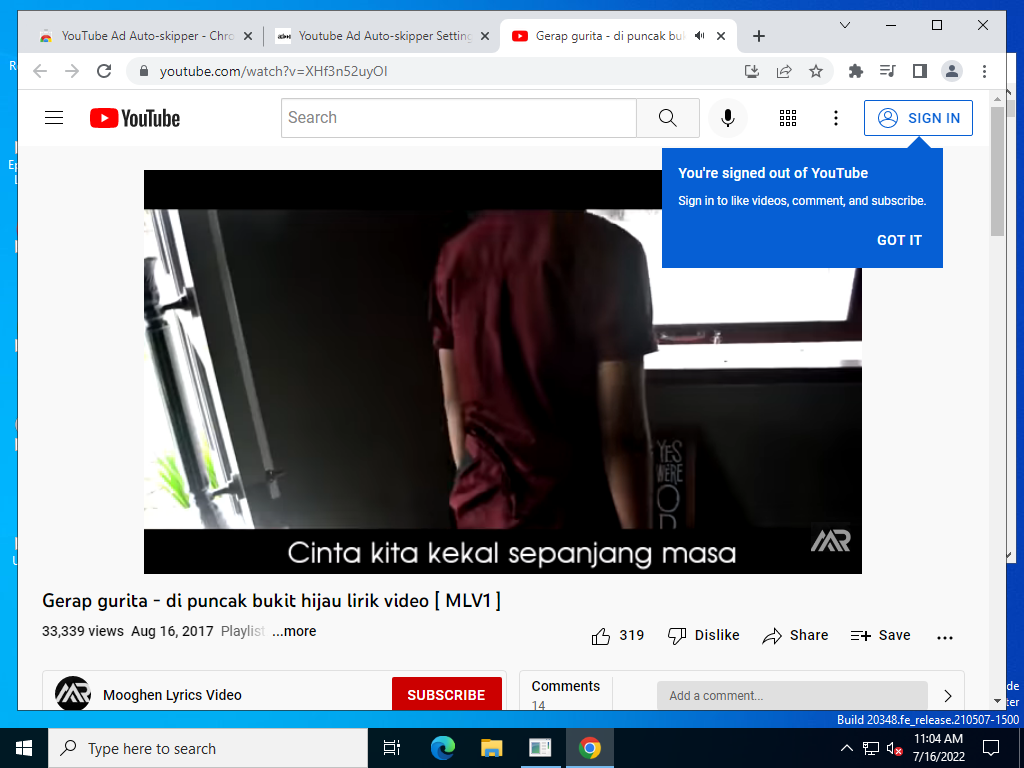 YouTube Ad Auto-skipper - Chro
Youtube Ad Auto-skipper Setting
Gerap gurita - di puncak buk
youtube.com/watch?v=XHf3n52uyOI
YouTube
Search
SIGN IN
You're signed out of YouTube
Sign in to like videos, comment, and subscribe.
GOT IT
YES
WERE
O
D
MR
Cinta kita kekal sepanjang masa
Gerap gurita - di puncak bukit hijau lirik video [ MLV1 ]
33,339 views Aug 16, 2017 Playlist ...more
319 Dislike Share Save
Mooghen Lyrics Video
SUBSCRIBE
Comments
14
Add a comment...
Build 20348.fe_release.210507-1500
Type here to search
11:04 AM
7/16/2022